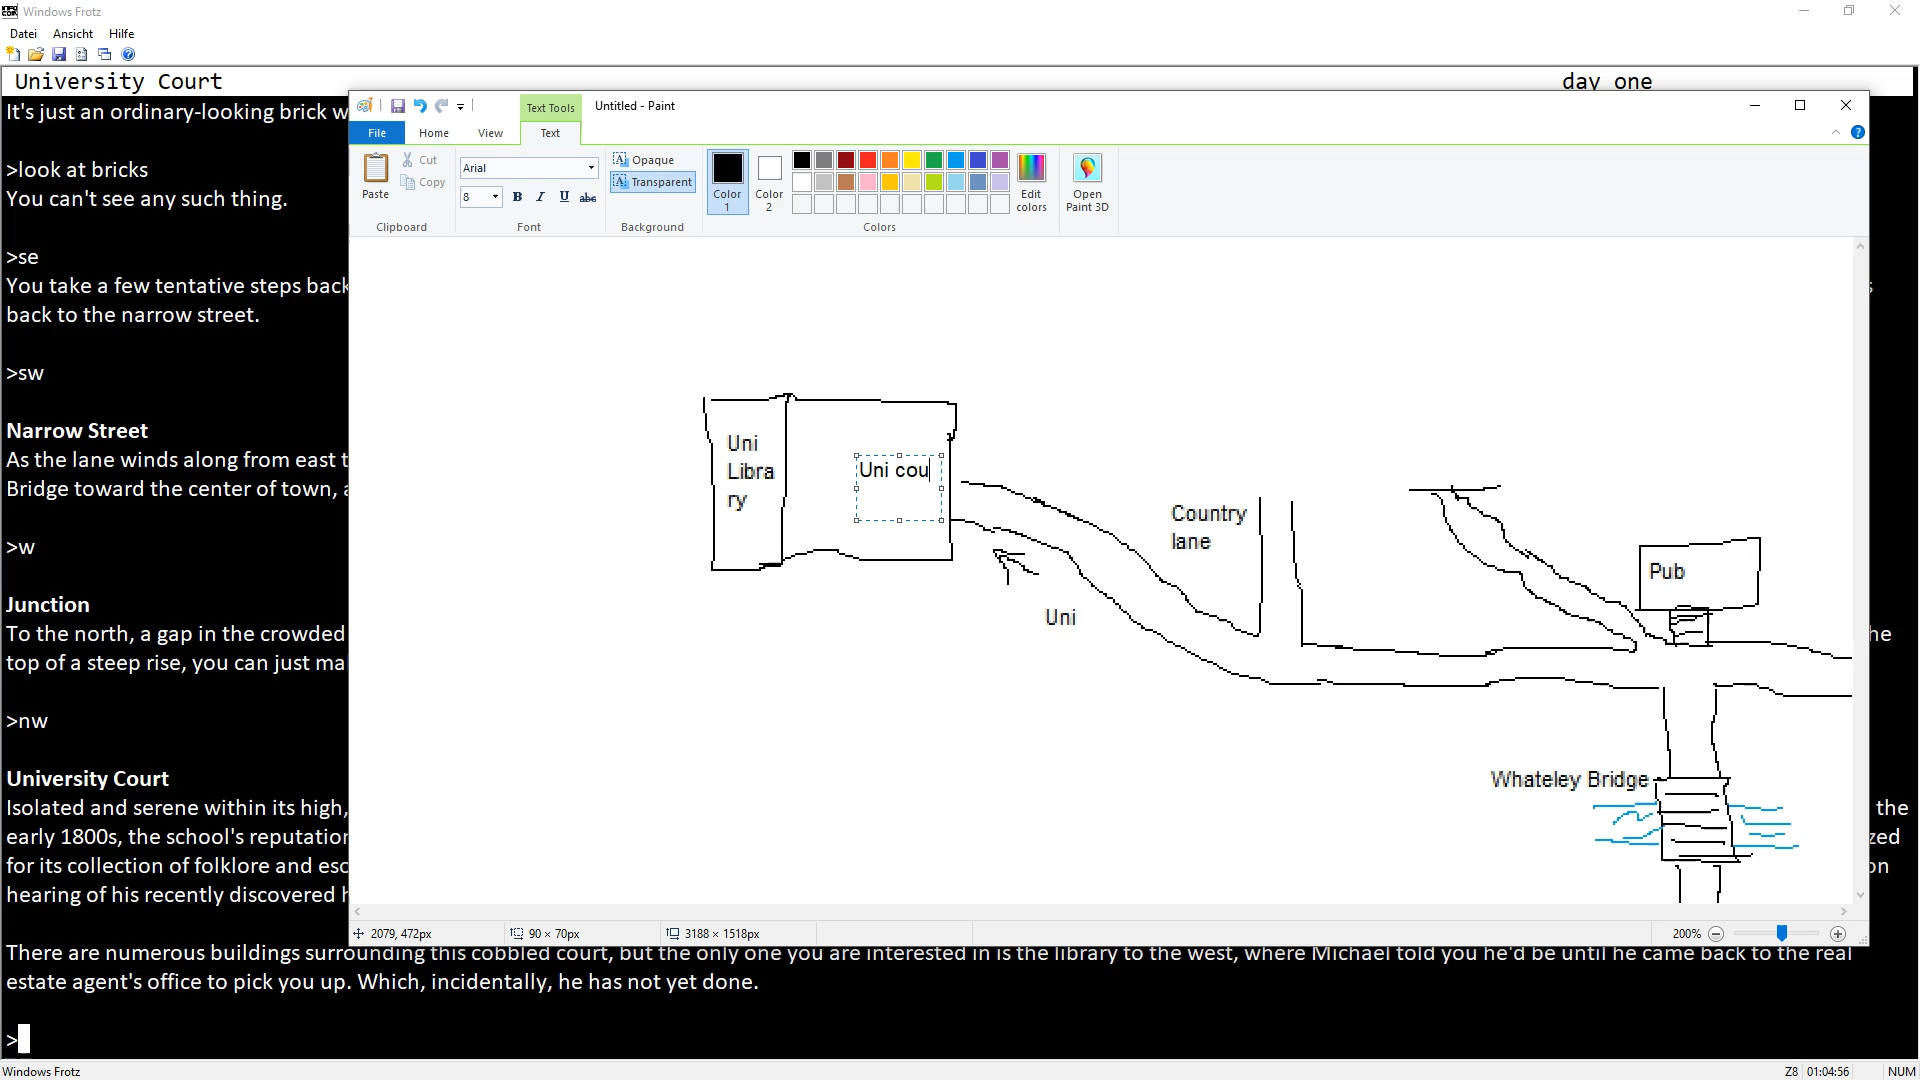 Windows Frotz
Datei Ansicht Hilfe
University Court day one
It's just an ordinary-looking brick w
>look at bricks
You can't see any such thing.
>se
You take a few tentative steps back
back to the narrow street.
>sw
Narrow Street
As the lane winds along from east t
Bridge toward the center of town, a
>w
Junction
To the north, a gap in the crowded
top of a steep rise, you can just ma
>nw
University Court
Isolated and serene within its high,
early 1800s, the school's reputation
for its collection of folklore and eso
hearing of his recently discovered h
There are numerous buildings surrounding this cobbled court, but the only one you are interested in is the library to the west, where Michael told you he'd be until he came back to the real
estate agent's office to pick you up. Which, incidentally, he has not yet done.
>
s
he
the
zed
on
Text Tools Untitled - Paint
File Home View Text
Paste
Cut
Copy
Clipboard
Arial
8 B I U abc
Font
Opaque
Transparent
Background
Color
1
Color
2
Colors
Edit
colors
Open
Paint 3D
Uni
Libra
ry
Uni cou
Uni
Country
lane
Pub
Whateley Bridge
2079, 472px 90 × 70px 3188 × 1518px 200%
Windows Frotz Z8 01:04:56 NUM